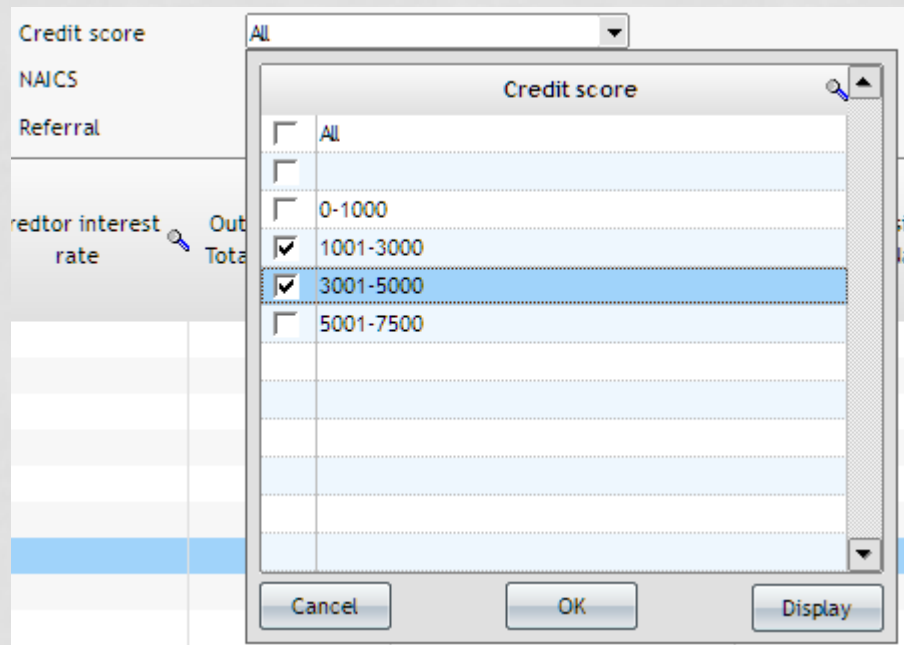 Credit score
All
NAICS
Referral
Credit score
All
0-1000
1001-3000
3001-5000
5001-7500
redtor interest
rate
Out
Tota
Cancel
OK
Display